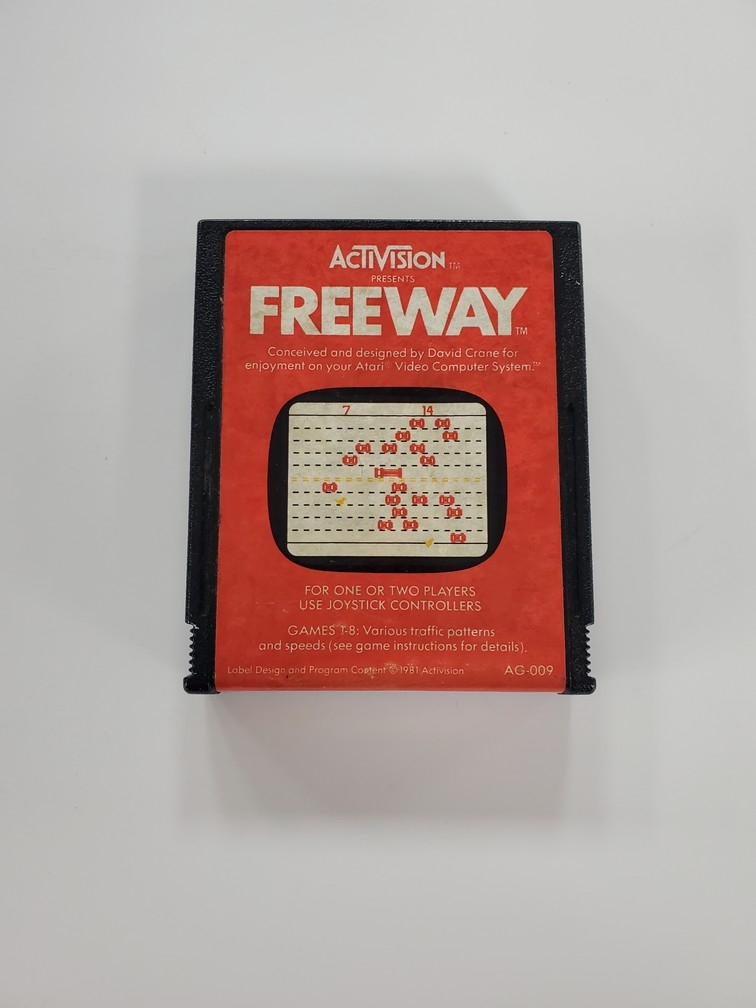 ACTIVISION™
PRESENTS
FREEWAY™
Conceived and designed by David Crane for
enjoyment on your Atari® Video Computer System.™
7 14
FOR ONE OR TWO PLAYERS
USE JOYSTICK CONTROLLERS
GAMES 1-8: Various traffic patterns
and speeds (see game instructions for details).
Label Design and Program Content © 1981 Activision AG-009